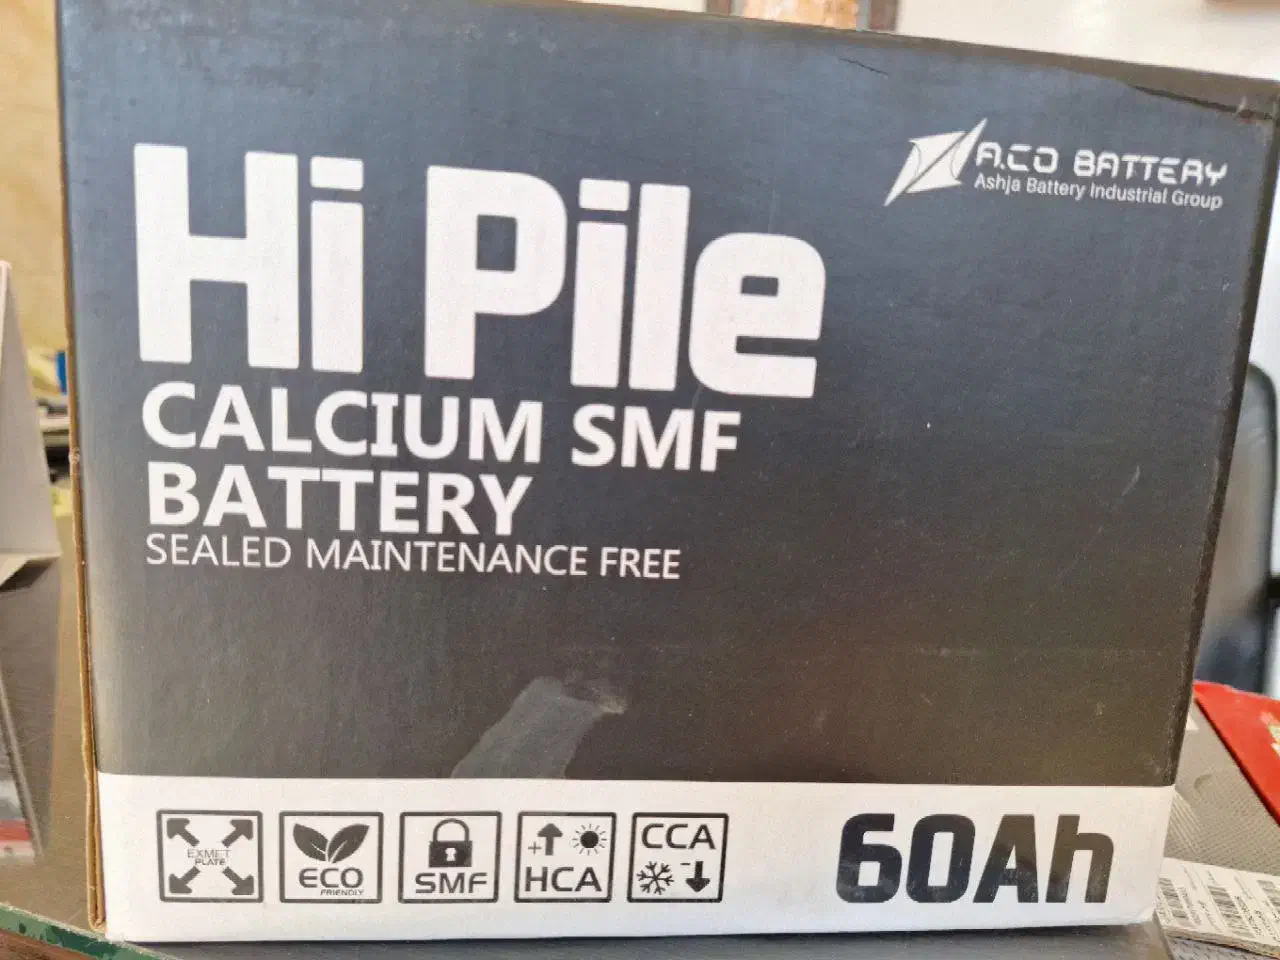 Hi Pile
A.CO BATTERY
Ashja Battery Industrial Group
CALCIUM SMF
BATTERY
SEALED MAINTENANCE FREE
EXMET
PLATE
ECO
FRIENDLY
SMF
+
HCA
CCA
-
60Ah